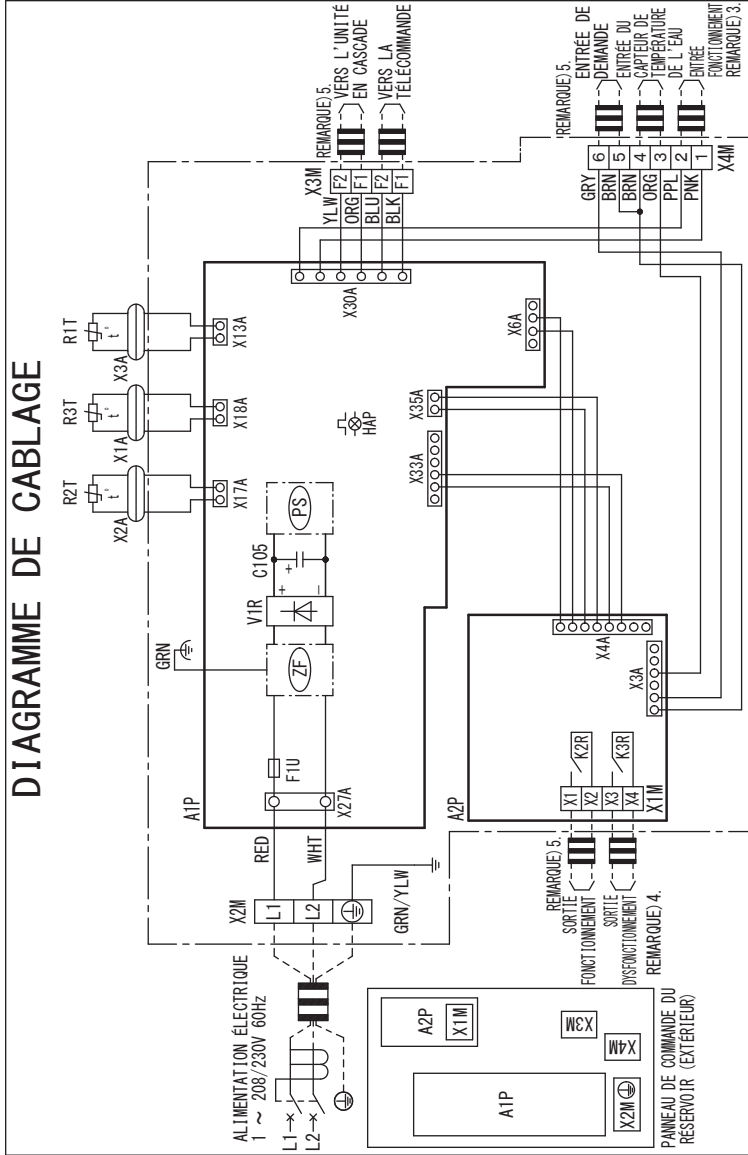 DIAGRAMME DE CABLAGE
ALIMENTATION ÉLECTRIQUE
1 ~ 208/230V 60Hz
L1
L2
X2M
L1
L2
GRN/YLW
RED
WHT
A1P
X27A
F1U
GRN
ZF
V1R
+
-
C105
+
PS
HAP
R2T
t°
X2A
X17A
R3T
t°
X1A
X18A
R1T
t°
X3A
X13A
X30A
X33A
X35A
X6A
X3M
YLW
F2
ORG
F1
BLU
F2
BLK
F1
REMARQUE)5.
VERS L'UNITÉ
EN CASCADE
VERS LA
TÉLÉCOMMANDE
REMARQUE)5.
ENTRÉE DE
DEMANDE
ENTRÉE DU
CAPTEUR DE
TEMPÉRATURE
DE L'EAU
ENTRÉE
FONCTIONNEMENT
REMARQUE)3.
GRY
6
BRN
5
BRN
4
ORG
3
PPL
2
PNK
1
X4M
A2P
X4A
X3A
X1
X2
X3
X4
K2R
K3R
X1M
REMARQUE)5.
SORTIE
FONCTIONNEMENT
SORTIE
DYSFONCTIONNEMENT
REMARQUE)4.
A2P
X1M
A1P
X3M
X4M
X2M
PANNEAU DE COMMANDE DU
RÉSERVOIR (EXTÉRIEUR)